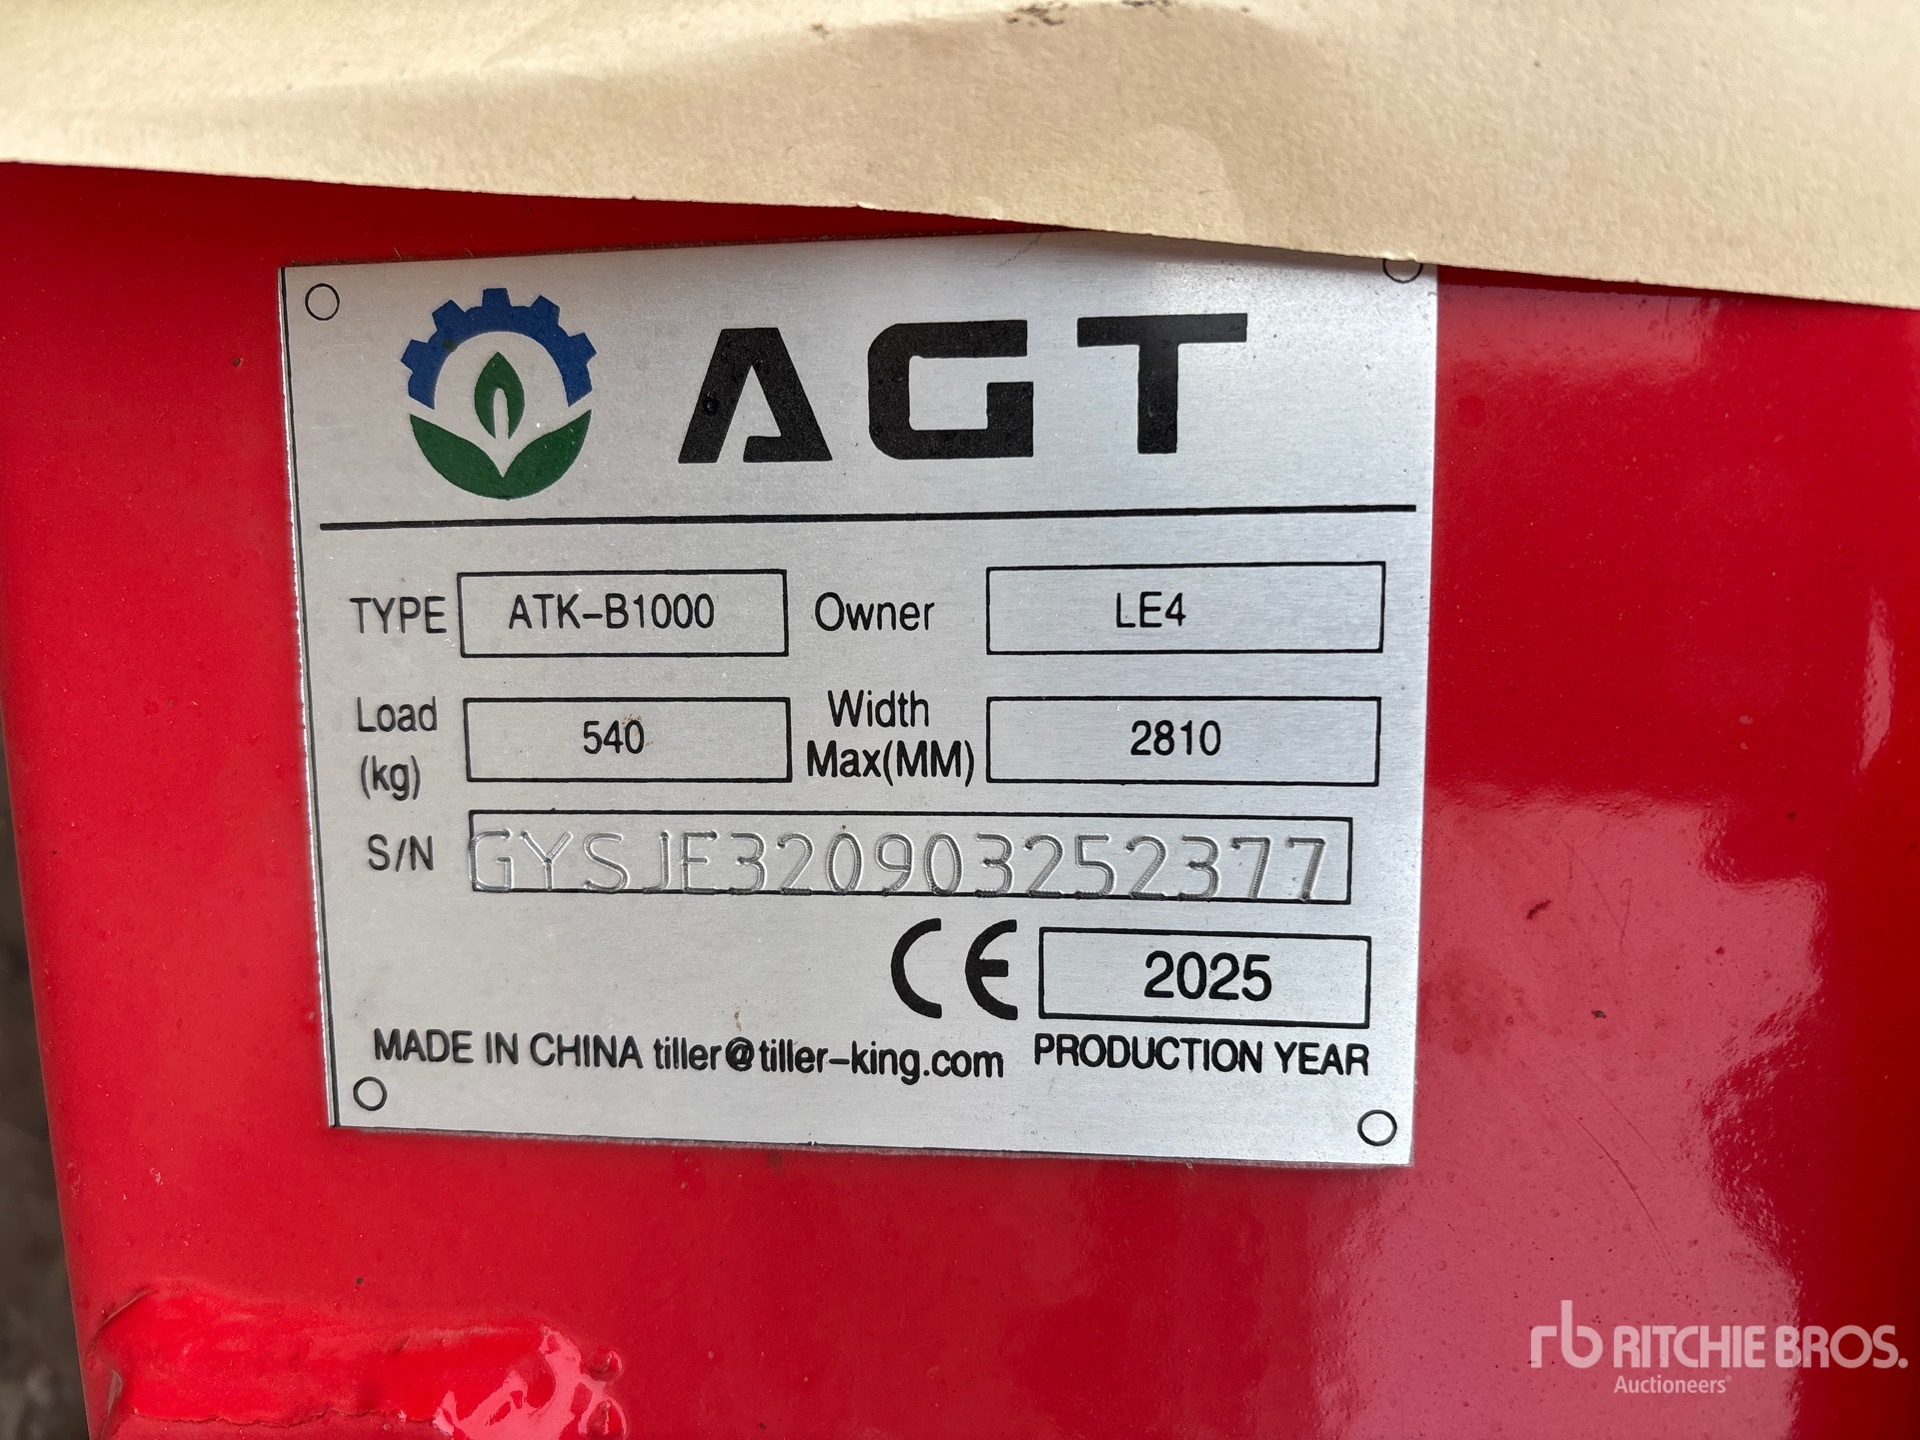 AGT
TYPE ATK-B1000 Owner LE4
Load (kg) 540 Width Max(MM) 2810
S/N GYSJE320903252377
CE 2025
MADE IN CHINA tiller@tiller-king.com PRODUCTION YEAR
rb RITCHIE BROS.
Auctioneers